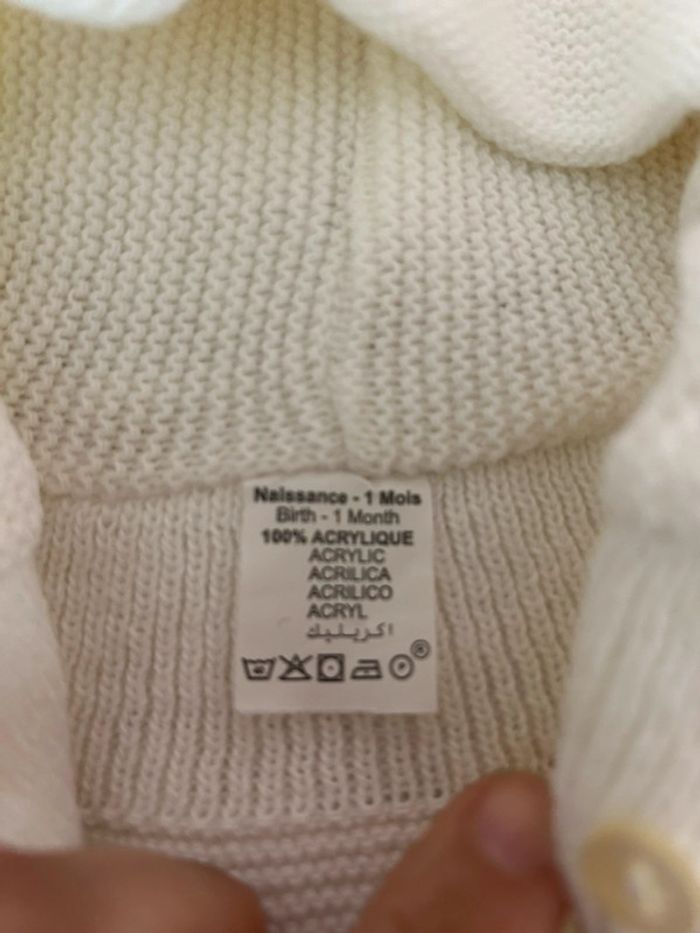 Naissance - 1 Mois
Birth - 1 Month
100% ACRYLIQUE
ACRYLIC
ACRILICA
ACRILICO
ACRYL
اكريليك
®